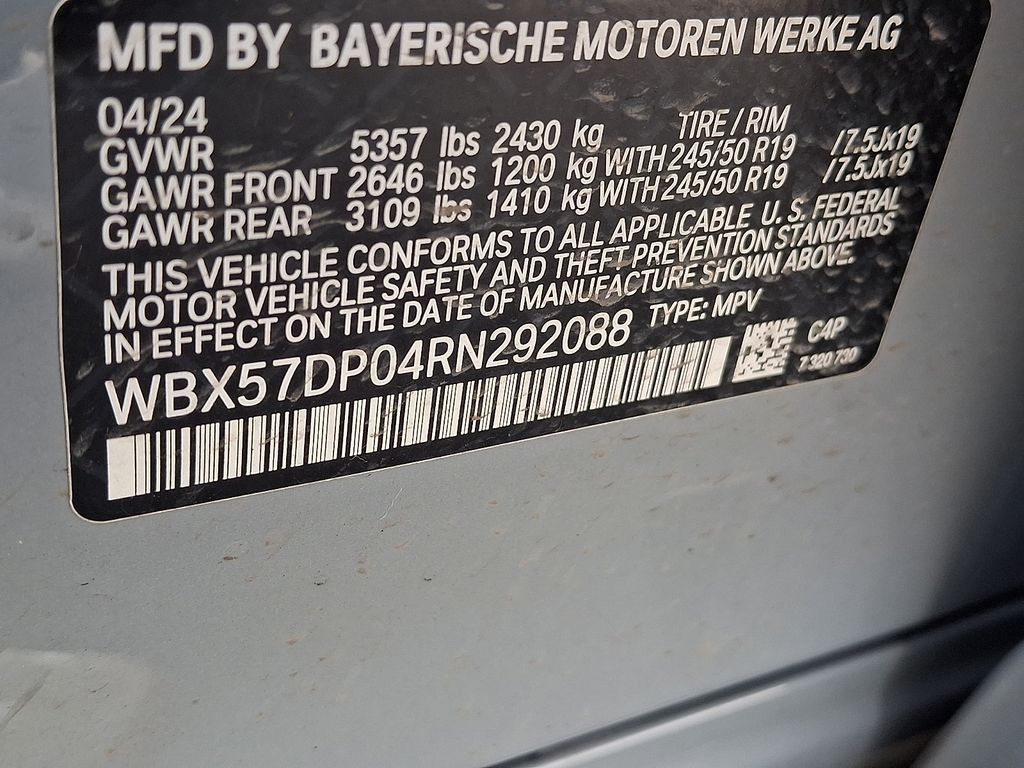 MFD BY BAYERISCHE MOTOREN WERKE AG
04/24
GVWR 5357 lbs 2430 kg TIRE / RIM
GAWR FRONT 2646 lbs 1200 kg WITH 245/50 R19 /7.5Jx19
GAWR REAR 3109 lbs 1410 kg WITH 245/50 R19 /7.5Jx19
THIS VEHICLE CONFORMS TO ALL APPLICABLE U. S. FEDERAL
MOTOR VEHICLE SAFETY AND THEFT PREVENTION STANDARDS
IN EFFECT ON THE DATE OF MANUFACTURE SHOWN ABOVE.
WBX57DP04RN292088 TYPE: MPV
C4P
7 320 730